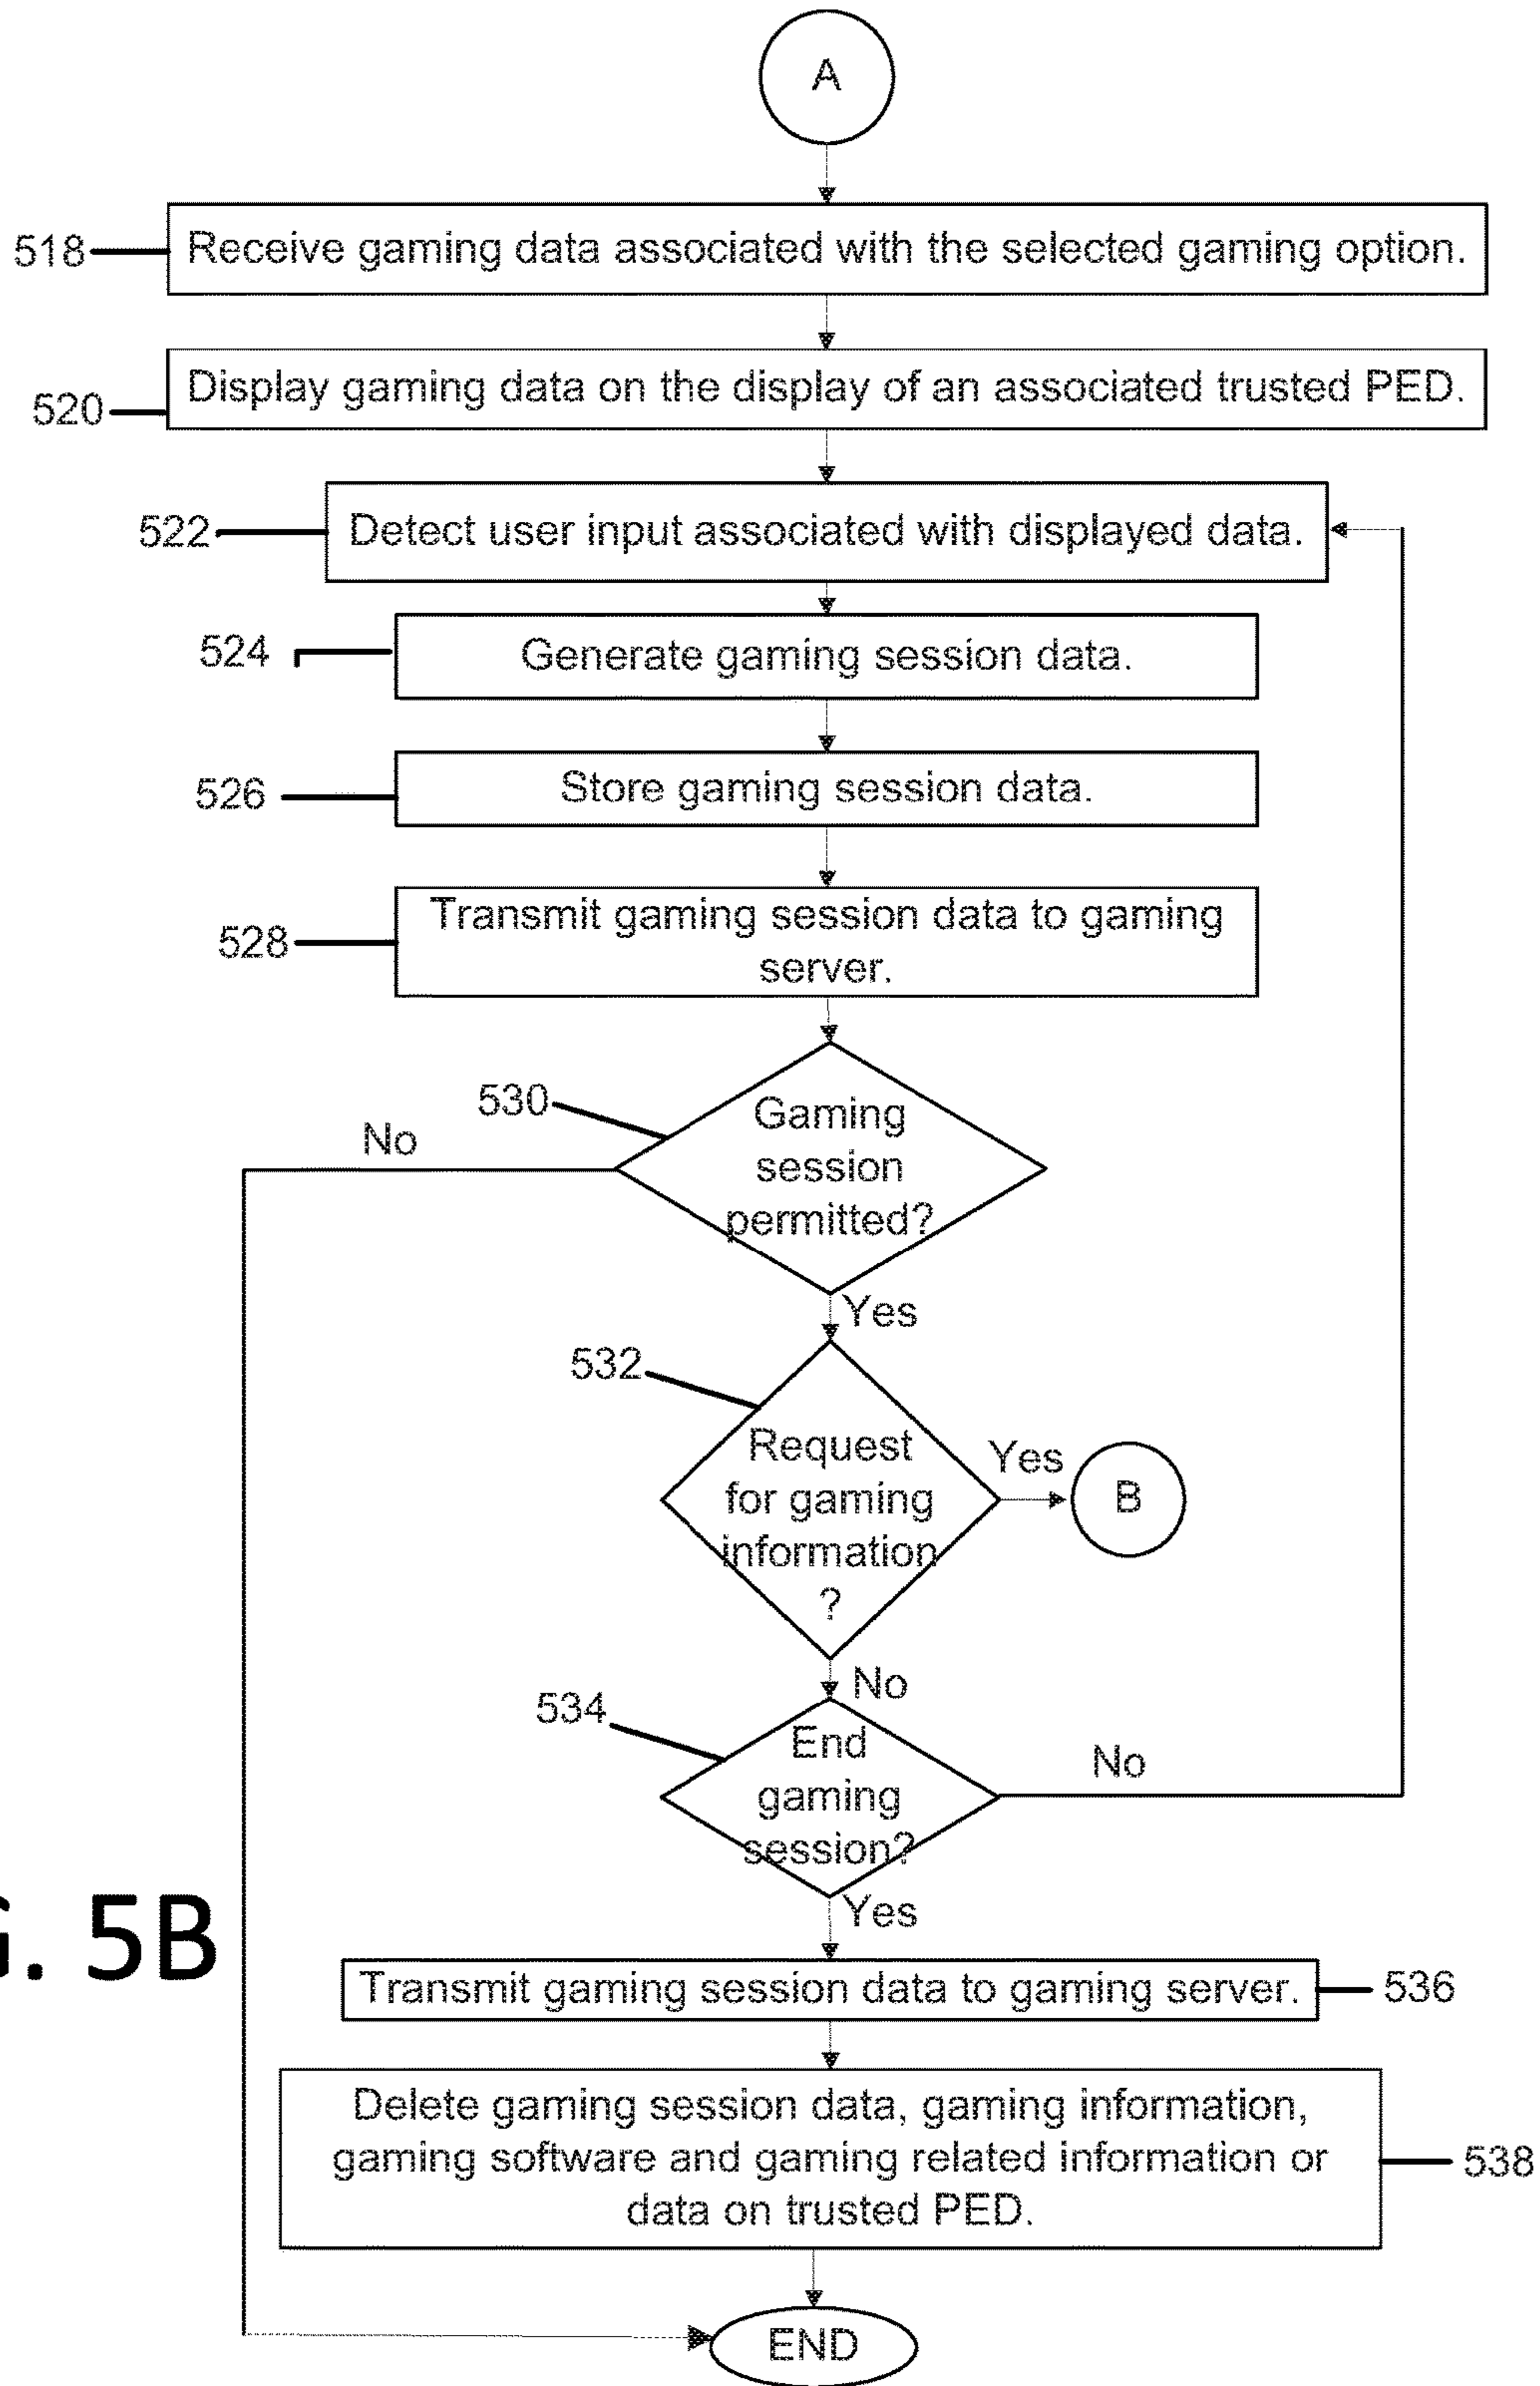 A
518
Receive gaming data associated with the selected gaming option.
520
Display gaming data on the display of an associated trusted PED.
522
Detect user input associated with displayed data.
524
Generate gaming session data.
526
Store gaming session data.
528
Transmit gaming session data to gaming
server.
530
Gaming
session
permitted?
No
Yes
532
Request
for gaming
information
?
Yes
B
No
534
End
gaming
session?
No
Yes
G. 5B
Transmit gaming session data to gaming server.
536
Delete gaming session data, gaming information,
gaming software and gaming related information or
data on trusted PED.
538
END